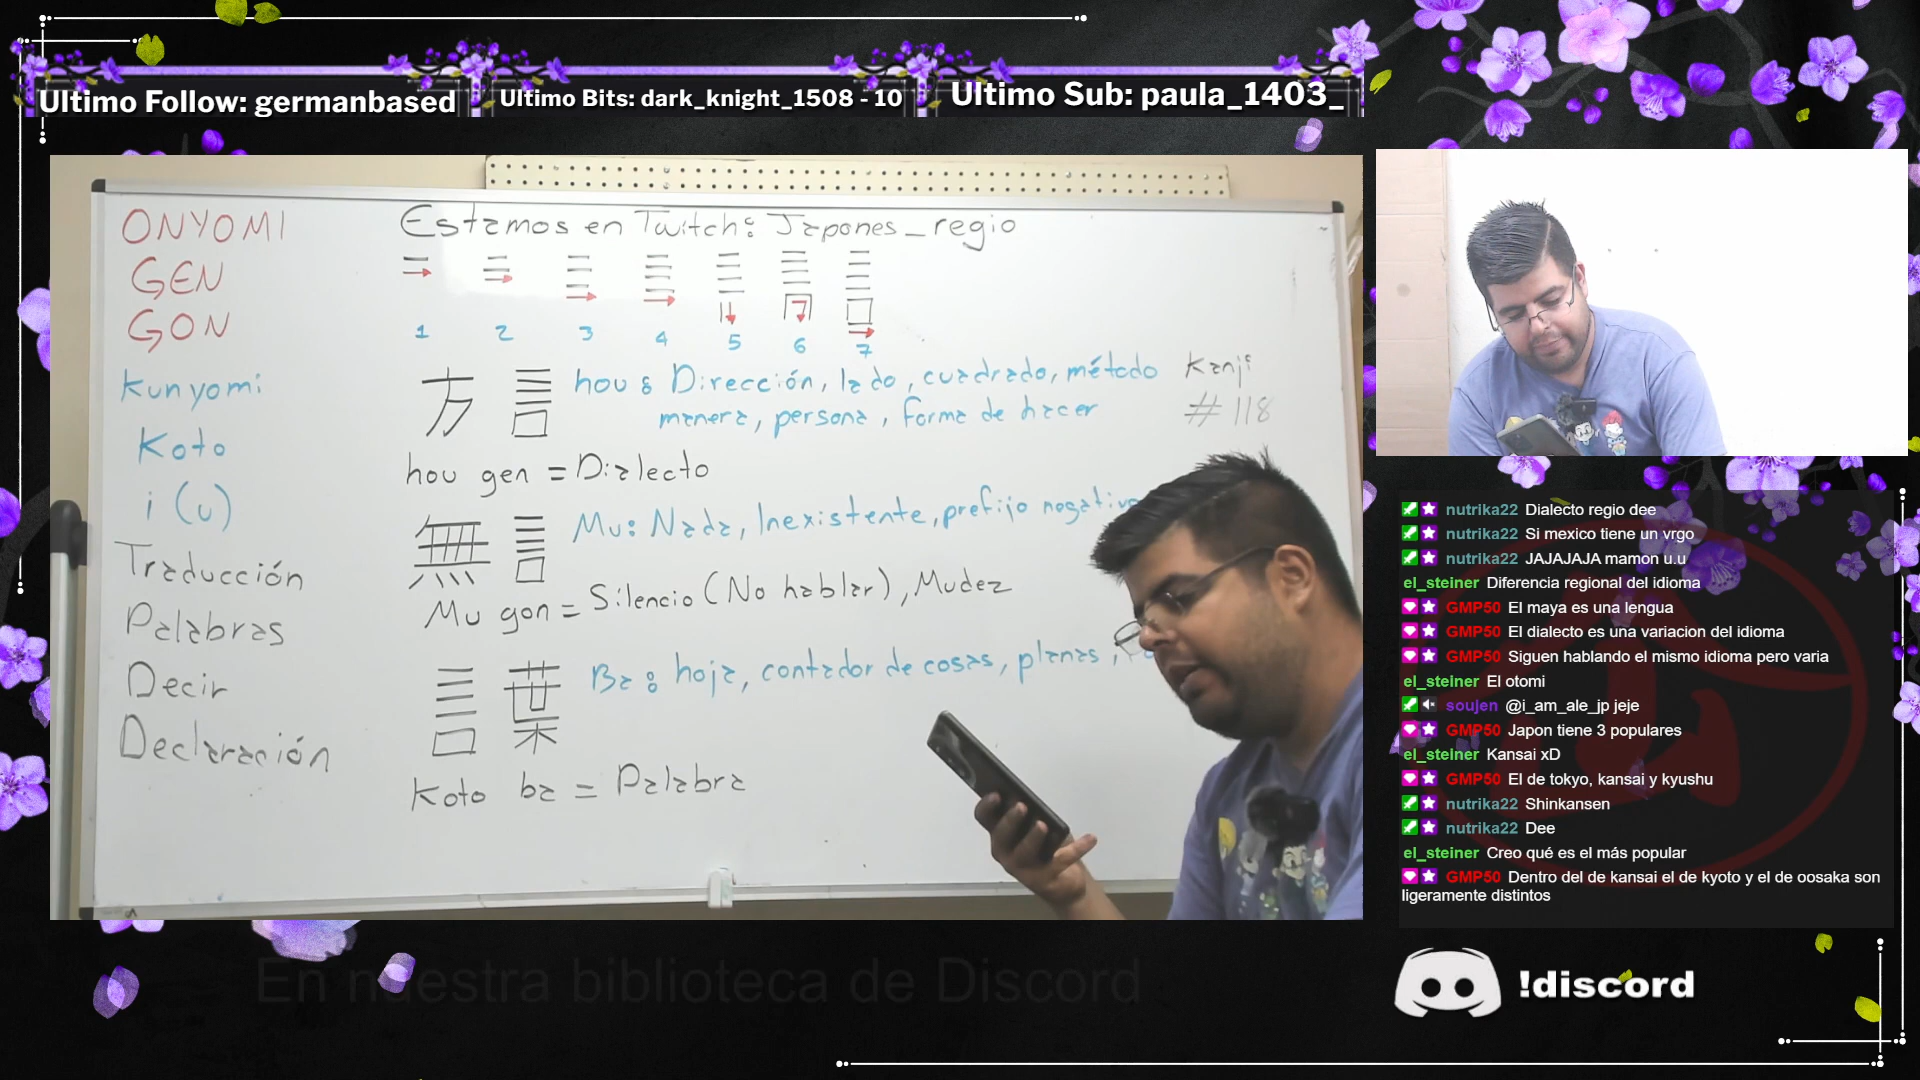 Ultimo Follow: germanbased
Ultimo Bits: dark_knight_1508 - 10
Ultimo Sub: paula_1403_
ONYOMI
GEN
GON
Kunyomi
Koto
i (u)
Traducción
Palabras
Decir
Declaración
Estamos en Twitch: Japones_regio
1 2 3 4 5 6 7
方言 hou: Dirección, lado, cuadrado, método
manera, persona, forma de hacer
Kanji
#118
hou gen = Dialecto
無言 Mu: Nada, Inexistente, prefijo negativo
Mu gon = Silencio (No hablar), Mudez
言葉 Ba: hoja, contador de cosas, planas,
Koto ba = Palabra
nutrika22 Dialecto regio dee
nutrika22 Si mexico tiene un vrgo
nutrika22 JAJAJAJA mamon u.u
el_steiner Diferencia regional del idioma
GMP50 El maya es una lengua
GMP50 El dialecto es una variacion del idioma
GMP50 Siguen hablando el mismo idioma pero varia
el_steiner El otomi
soujen @i_am_ale_jp jeje
GMP50 Japon tiene 3 populares
el_steiner Kansai xD
GMP50 El de tokyo, kansai y kyushu
nutrika22 Shinkansen
nutrika22 Dee
el_steiner Creo qué es el más popular
GMP50 Dentro del de kansai el de kyoto y el de oosaka son
ligeramente distintos
En nuestra biblioteca de Discord
!discord